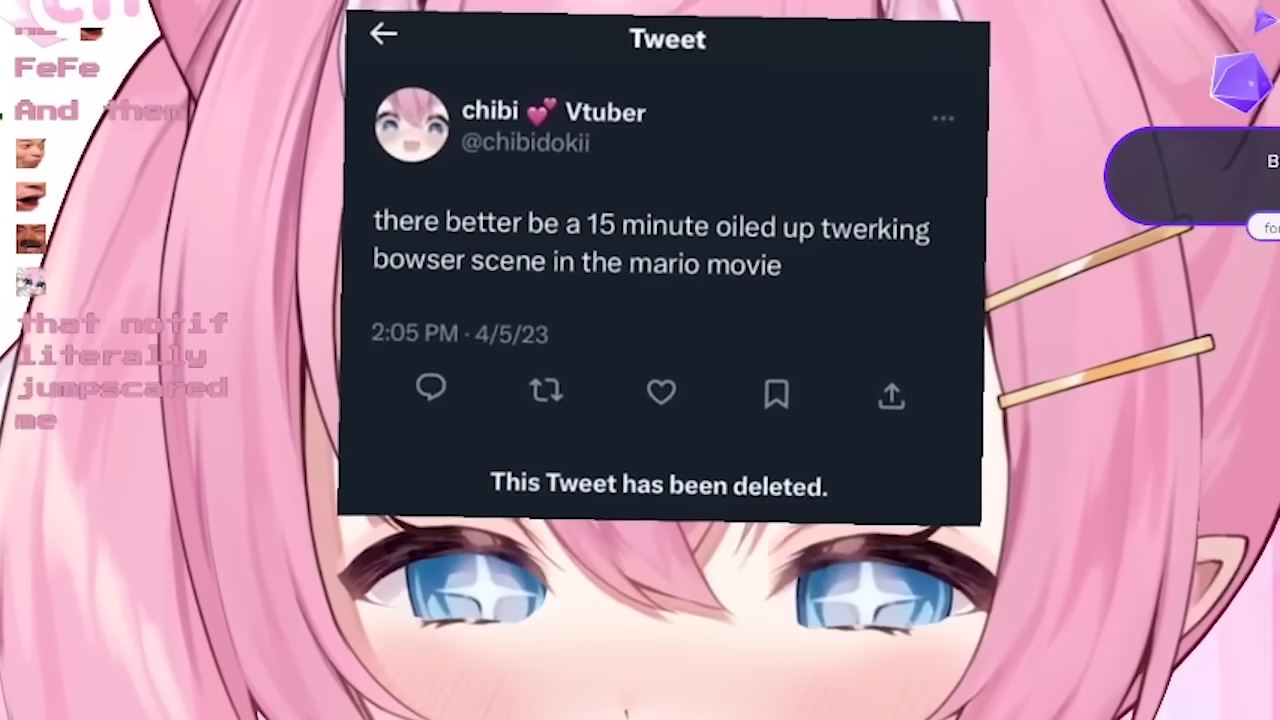 FeFe
And them
that notif
literally
jumpscared
me
Tweet
chibi 💕 Vtuber
@chibidokii
there better be a 15 minute oiled up twerking
bowser scene in the mario movie
2:05 PM · 4/5/23
This Tweet has been deleted.